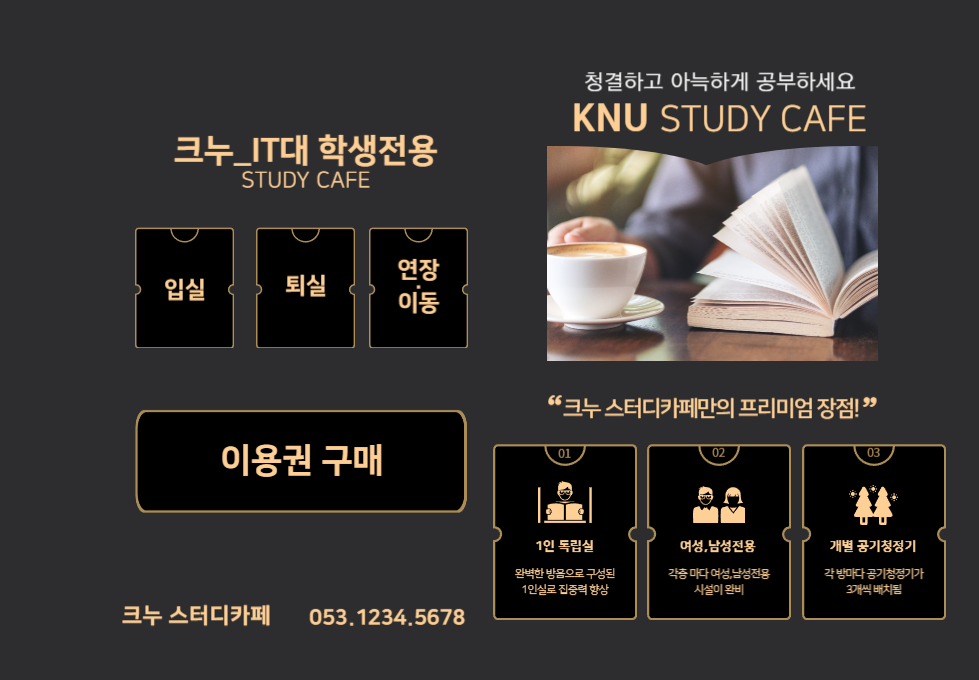 크누_IT대 학생전용
STUDY CAFE
입실
퇴실
연장
이동
이용권 구매
크누 스터디카페 053.1234.5678
청결하고 아늑하게 공부하세요
KNU STUDY CAFE
“크누 스터디카페만의 프리미엄 장점!”
01
1인 독립실
완벽한 방음으로 구성된
1인실로 집중력 향상
02
여성,남성전용
각층 마다 여성,남성전용
시설이 완비
03
개별 공기청정기
각 방마다 공기청정기가
3개씩 배치됨